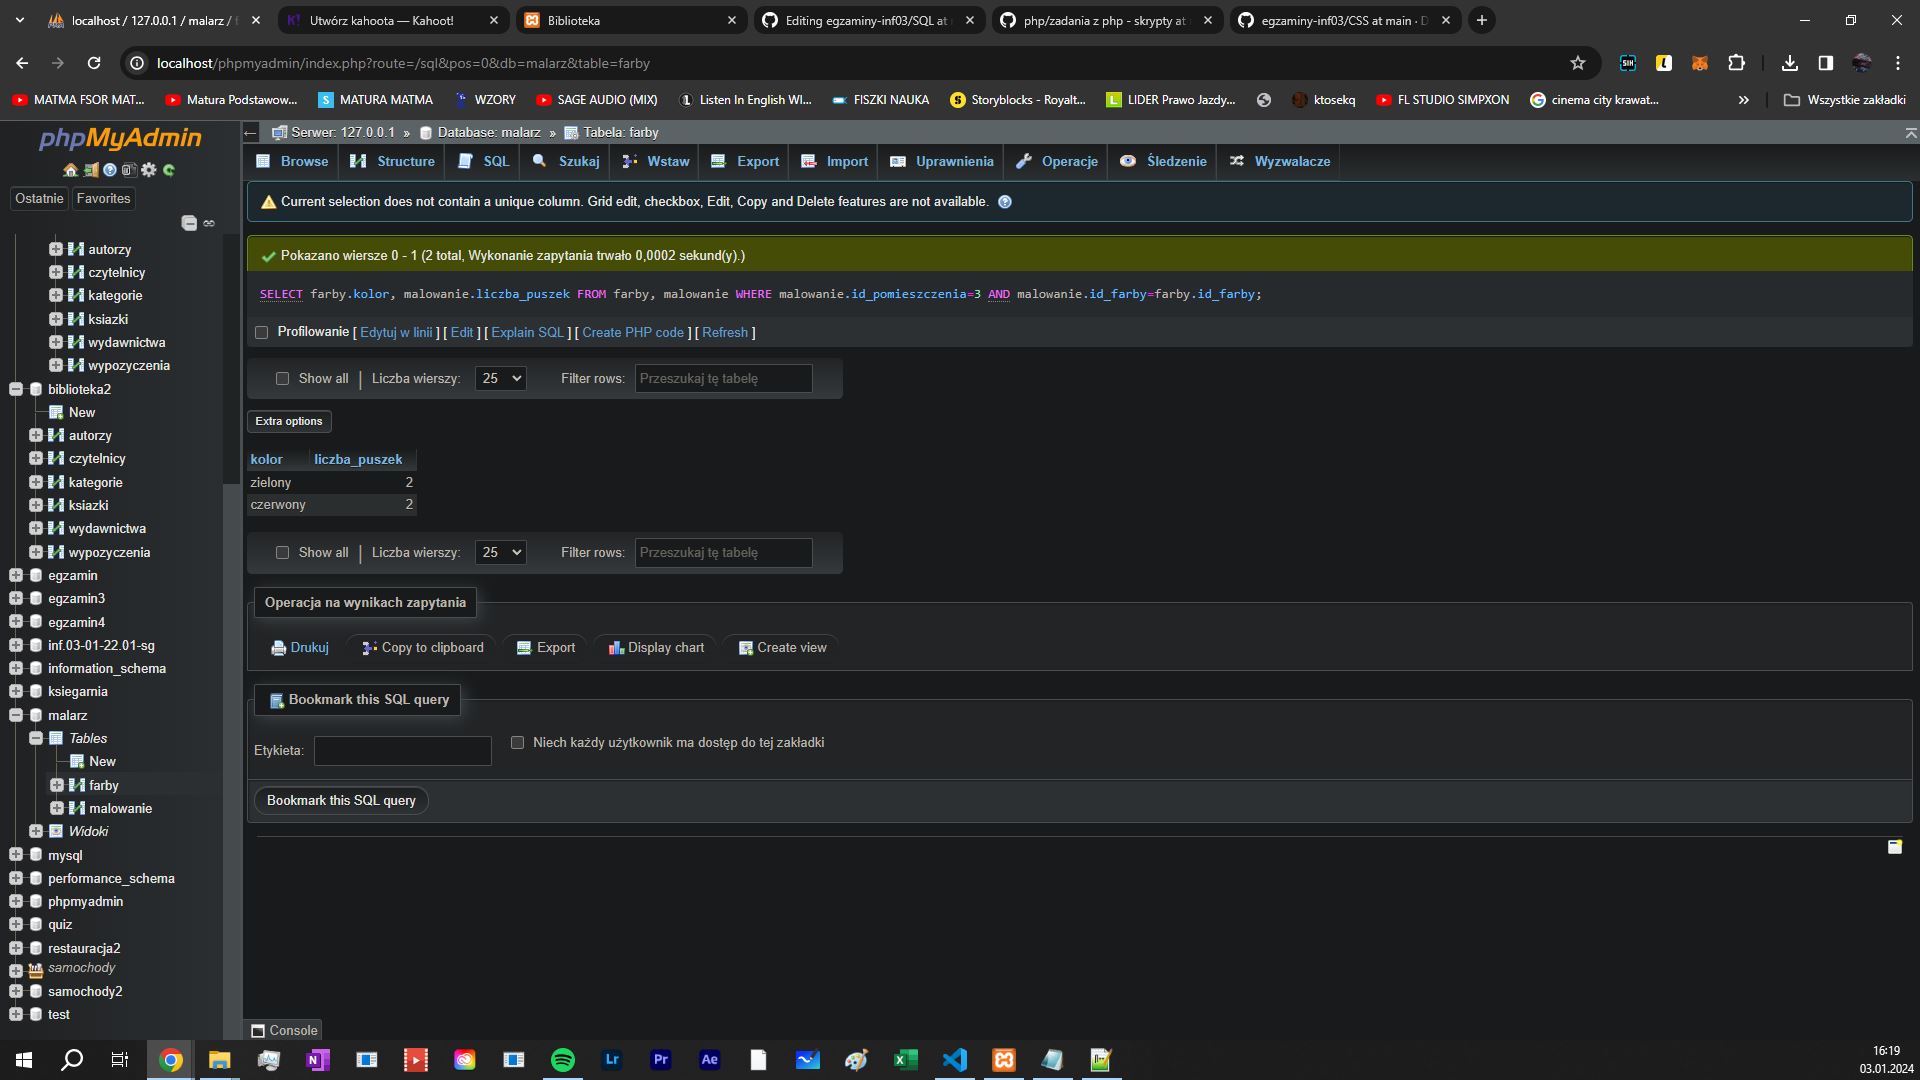 localhost / 127.0.0.1 / malarz / f
Utwórz kahoota — Kahoot!
Biblioteka
Editing egzaminy-inf03/SQL at
php/zadania z php - skrypty at
egzaminy-inf03/CSS at main · D
localhost/phpmyadmin/index.php?route=/sql&pos=0&db=malarz&table=farby
MATMA FSOR MAT...
Matura Podstawow...
MATURA MATMA
WZORY
SAGE AUDIO (MIX)
Listen In English WI...
FISZKI NAUKA
Storyblocks - Royalt...
LIDER Prawo Jazdy...
ktosekq
FL STUDIO SIMPXON
cinema city krawat...
Wszystkie zakładki
phpMyAdmin
Ostatnie
Favorites
autorzy
czytelnicy
kategorie
ksiazki
wydawnictwa
wypozyczenia
biblioteka2
New
autorzy
czytelnicy
kategorie
ksiazki
wydawnictwa
wypozyczenia
egzamin
egzamin3
egzamin4
inf.03-01-22.01-sg
information_schema
ksiegarnia
malarz
Tables
New
farby
malowanie
Widoki
mysql
performance_schema
phpmyadmin
quiz
restauracja2
samochody
samochody2
test
Serwer: 127.0.0.1 » Database: malarz » Tabela: farby
Browse Structure SQL Szukaj Wstaw Export Import Uprawnienia Operacje Śledzenie Wyzwalacze
Current selection does not contain a unique column. Grid edit, checkbox, Edit, Copy and Delete features are not available.
Pokazano wiersze 0 - 1 (2 total, Wykonanie zapytania trwało 0,0002 sekund(y).)
SELECT farby.kolor, malowanie.liczba_puszek FROM farby, malowanie WHERE malowanie.id_pomieszczenia=3 AND malowanie.id_farby=farby.id_farby;
Profilowanie [ Edytuj w linii ] [ Edit ] [ Explain SQL ] [ Create PHP code ] [ Refresh ]
Show all | Liczba wierszy: 25 Filter rows: Przeszukaj tę tabelę
Extra options
kolor liczba_puszek
zielony 2
czerwony 2
Show all | Liczba wierszy: 25 Filter rows: Przeszukaj tę tabelę
Operacja na wynikach zapytania
Drukuj Copy to clipboard Export Display chart Create view
Bookmark this SQL query
Etykieta: Niech każdy użytkownik ma dostęp do tej zakładki
Bookmark this SQL query
Console
Lr Pr Ae
16:19
03.01.2024